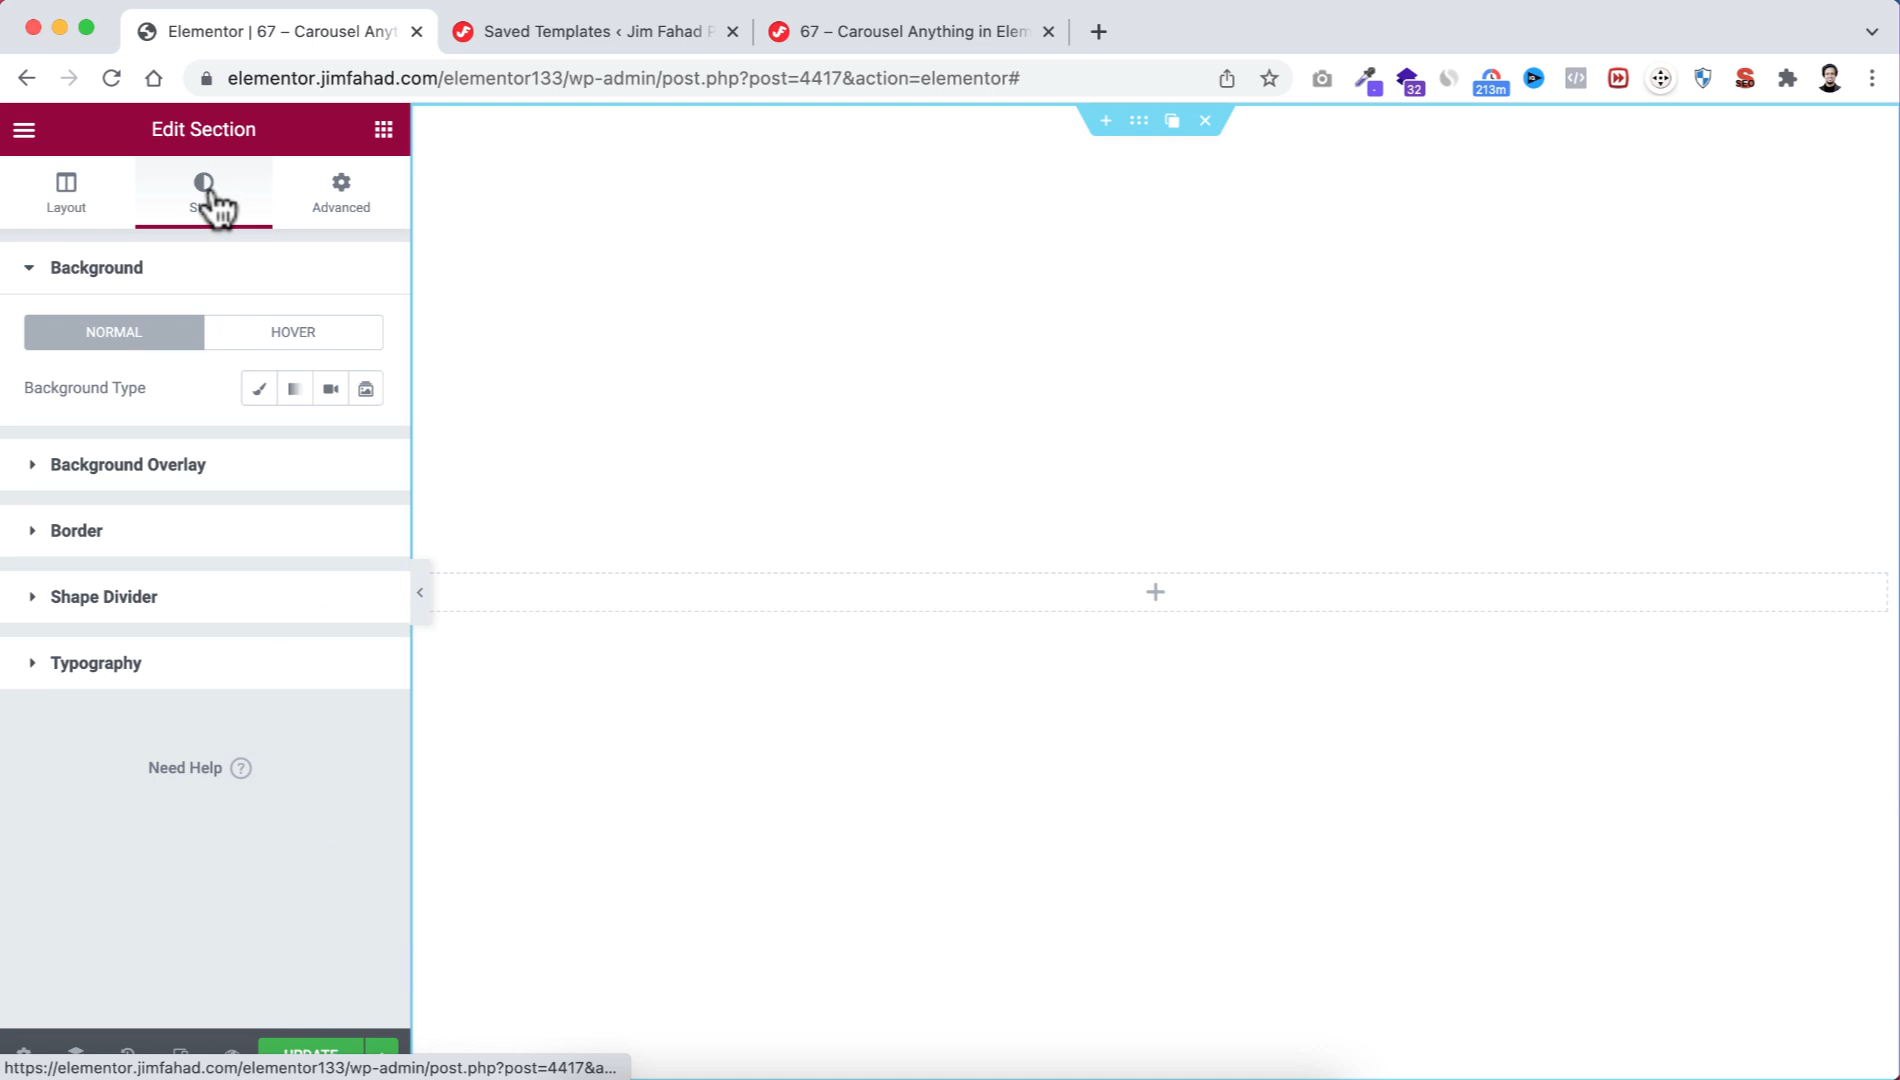 Elementor | 67 – Carousel Anyt
Saved Templates ‹ Jim Fahad P
67 – Carousel Anything in Elem
elementor.jimfahad.com/elementor133/wp-admin/post.php?post=4417&action=elementor#
32
213m
SEO
Edit Section
Layout
Advanced
Background
NORMAL
HOVER
Background Type
Background Overlay
Border
Shape Divider
Typography
Need Help ?
UPDATE
https://elementor.jimfahad.com/elementor133/wp-admin/post.php?post=4417&a...